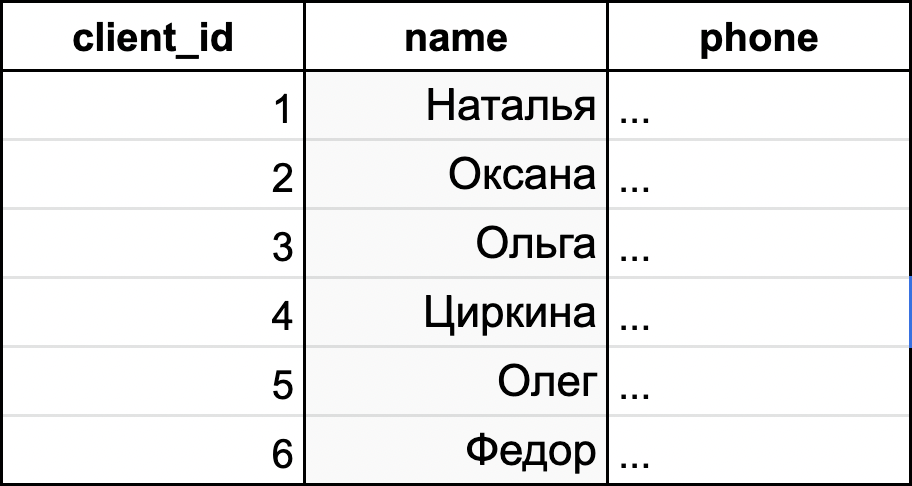 client_id name phone
1 Наталья ...
2 Оксана ...
3 Ольга ...
4 Циркина ...
5 Олег ...
6 Федор ...